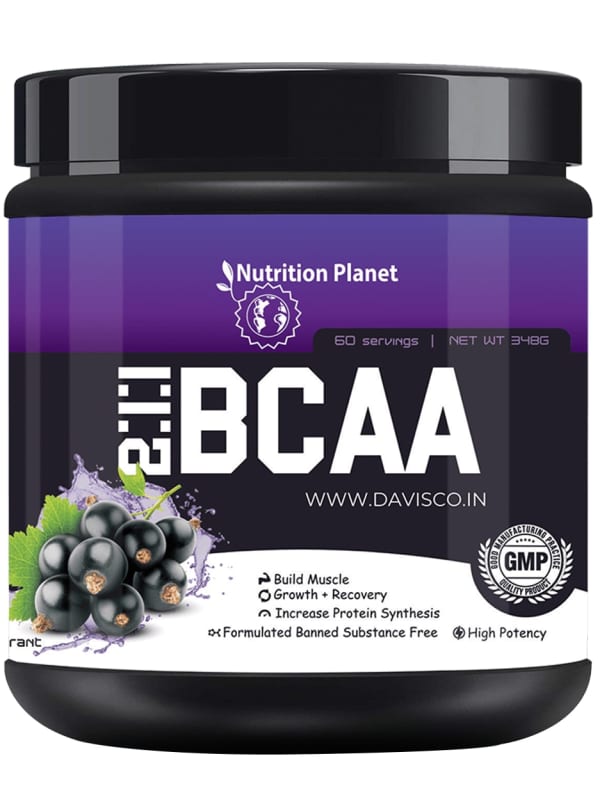 Nutrition Planet
60 servings | NET WT 348G
2:1:1
BCAA
WWW.DAVISCO.IN
GOOD MANUFACTURING PRACTICE
GMP
QUALITY PRODUCT
Build Muscle
Growth + Recovery
Increase Protein Synthesis
Formulated Banned Substance Free
High Potency
rant